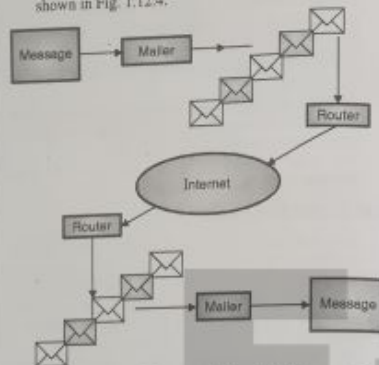 shown in Fig. 1.12.4.
Message
Mailer
Router
Internet
Router
Mailer
Message